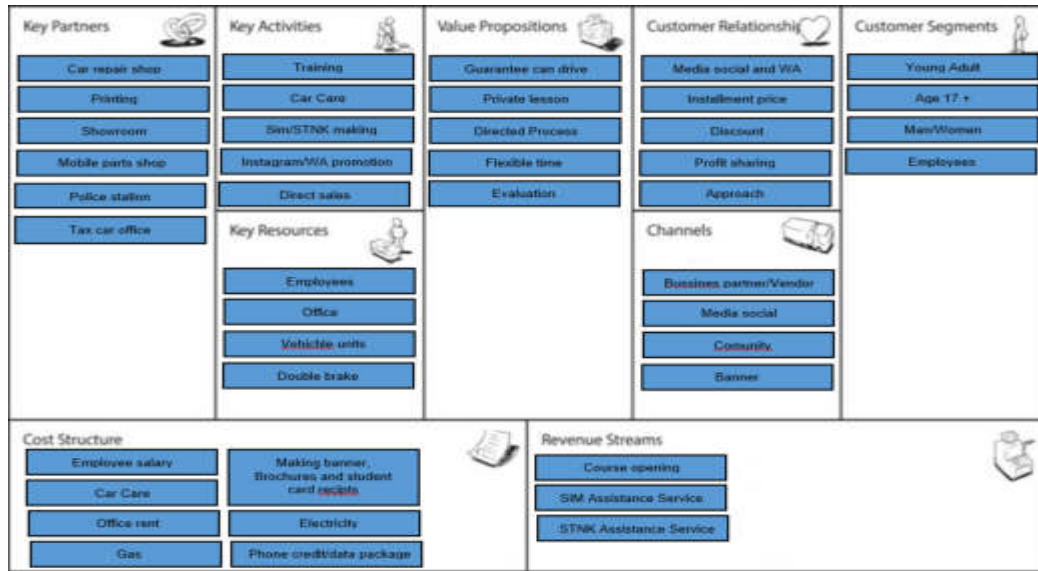 Key Partners
Car repair shop
Printing
Showroom
Mobile parts shop
Police station
Tax car office
Key Activities
Training
Car Care
Sim/STNK making
Instagram/WA promotion
Direct sales
Key Resources
Employees
Office
Vehichle units
Double brake
Value Propositions
Guarantee can drive
Private lesson
Directed Process
Flexible time
Evaluation
Customer Relationship
Media social and WA
Installment price
Discount
Profit sharing
Approach
Channels
Bussines partner/Vendor
Media social
Comunity
Banner
Customer Segments
Young Adult
Age 17 +
Man/Women
Employees
Cost Structure
Employee salary
Car Care
Office rent
Gas
Making banner,
Brochures and student
card recipts
Electricity
Phone credit/data package
Revenue Streams
Course opening
SIM Assistance Service
STNK Assistance Service